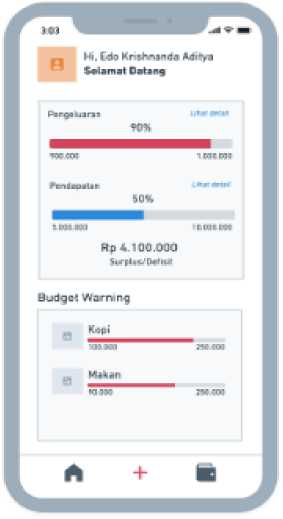 3:03
Hi, Edo Krishnanda Aditya
Selamat Datang
Pengeluaran
Lihat detail
90%
900.000
1.000.000
Pendapatan
Lihat detail
50%
5.000.000
10.000.000
Rp 4.100.000
Surplus/Defisit
Budget Warning
Kopi
100.000
250.000
Makan
90.000
250.000